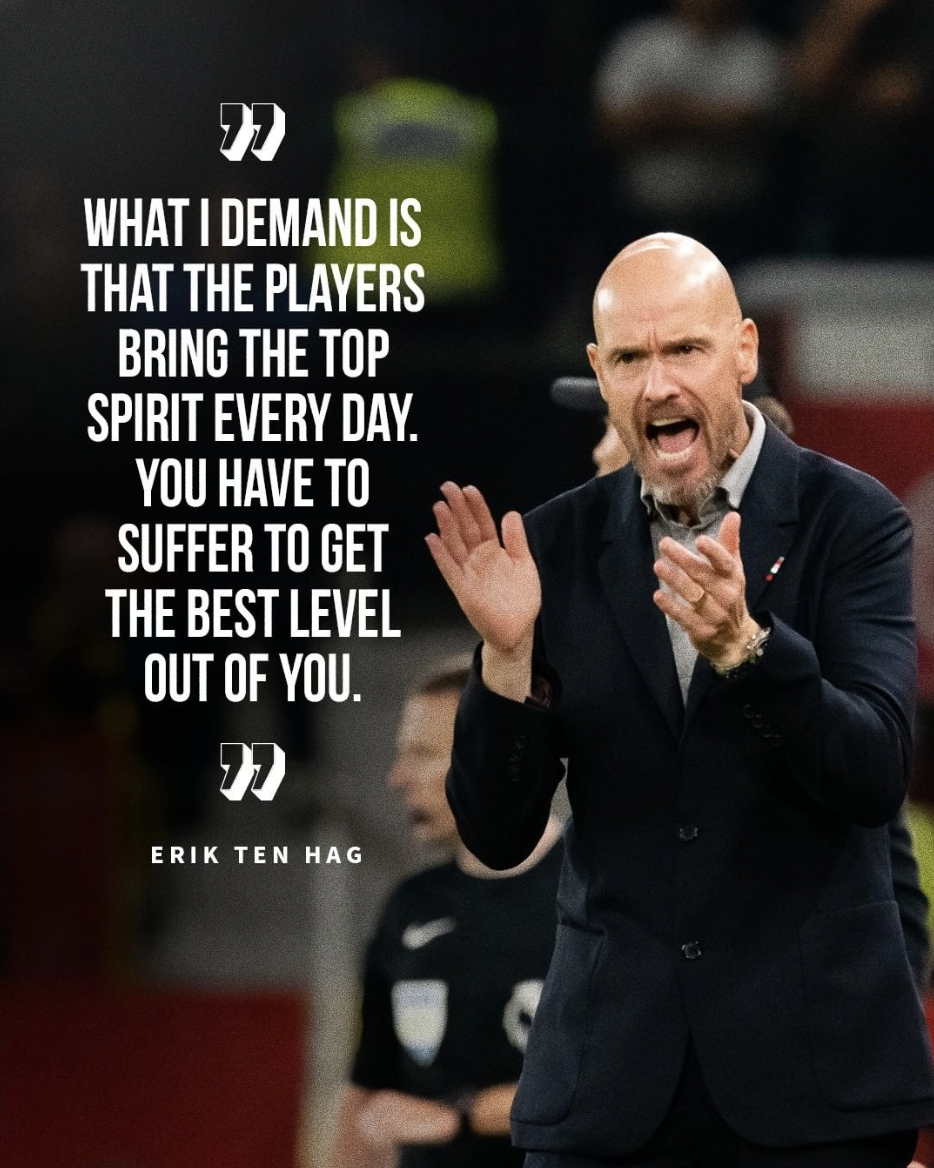 ”
WHAT I DEMAND IS
THAT THE PLAYERS
BRING THE TOP
SPIRIT EVERY DAY.
YOU HAVE TO
SUFFER TO GET
THE BEST LEVEL
OUT OF YOU.
”
ERIK TEN HAG